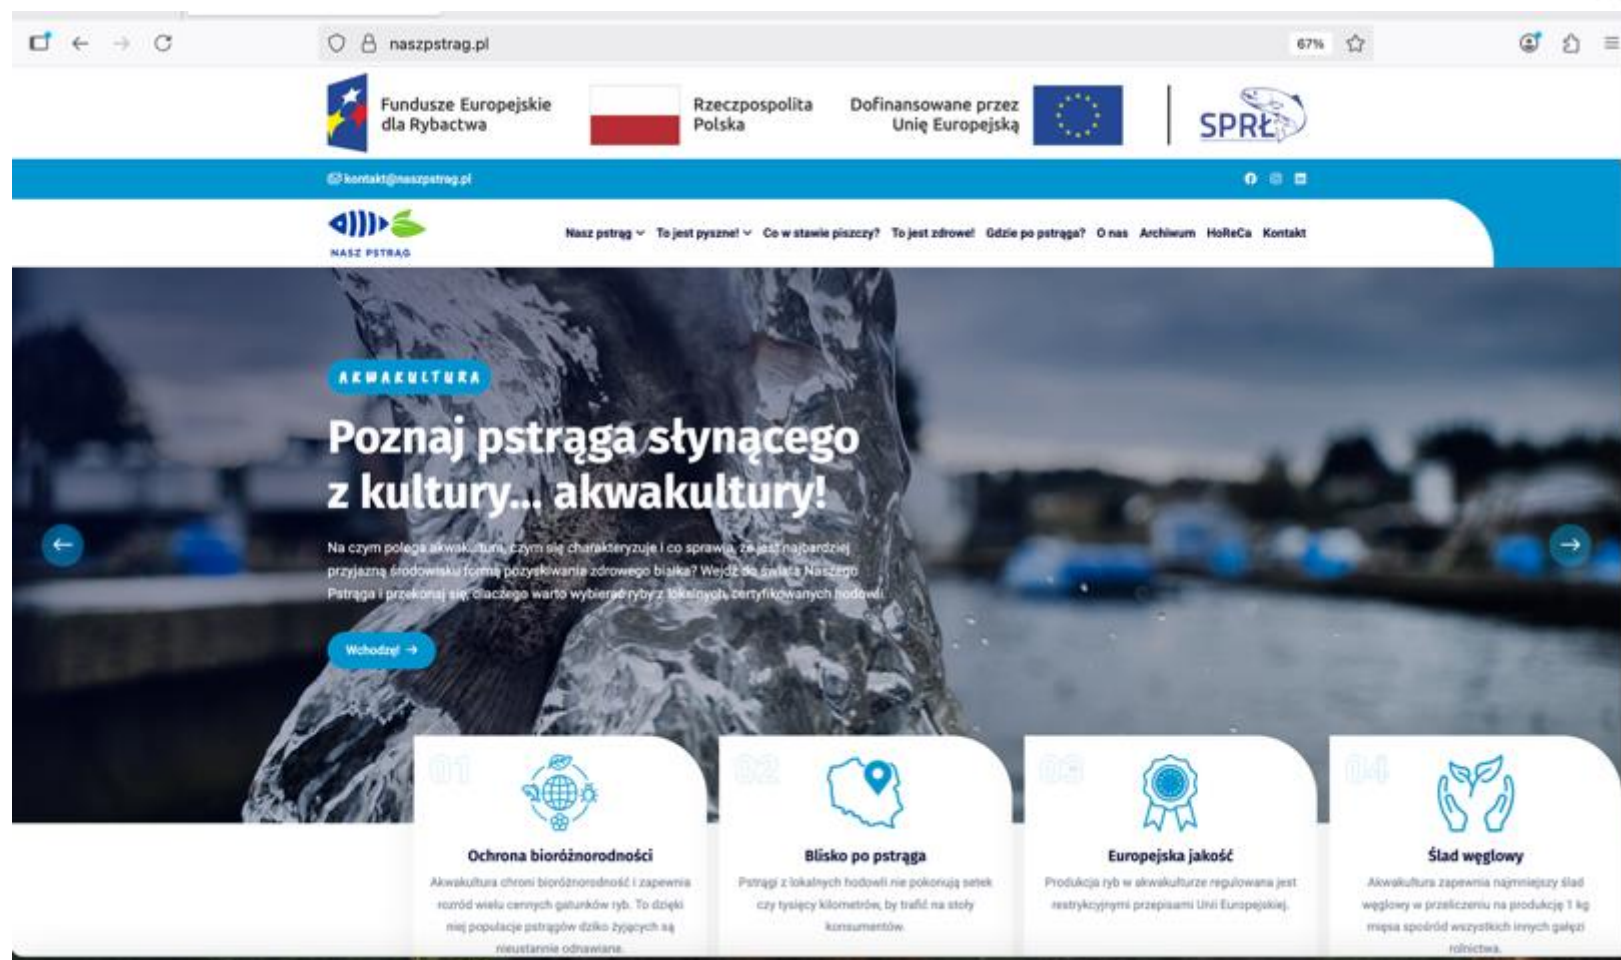 naszpstrag.pl
67%
Fundusze Europejskie
dla Rybactwa
Rzeczpospolita
Polska
Dofinansowane przez
Unię Europejską
SPRŁ
kontakt@naszpstrag.pl
NASZ PSTRĄG
Nasz pstrąg To jest pyszne! Co w stawie piszczy? To jest zdrowe! Gdzie po pstrąga? O nas Archiwum HoReCa Kontakt
AKWAKULTURA
Poznaj pstrąga słynącego
z kultury... akwakultury!
Na czym polega akwakultura, czym się charakteryzuje i co sprawia, że jest najbardziej
przyjazną środowisku formą pozyskiwania zdrowego białka? Wejdź do świata Naszego
Pstrąga i przekonaj się, dlaczego warto wybierać ryby z lokalnych, certyfikowanych hodowli.
Wchodzę! →
01
Ochrona bioróżnorodności
Akwakultura chroni bioróżnorodność i zapewnia
rozród wielu cennych gatunków ryb. To dzięki
niej populacje pstrągów dziko żyjących są
nieustannie odnawiane.
02
Blisko po pstrąga
Pstrągi z lokalnych hodowli nie pokonują setek
czy tysięcy kilometrów, by trafić na stoły
konsumentów.
03
Europejska jakość
Produkcja ryb w akwakulturze regulowana jest
restrykcyjnymi przepisami Unii Europejskiej.
04
Ślad węglowy
Akwakultura zapewnia najmniejszy ślad
węglowy w przeliczeniu na produkcję 1 kg
mięsa spośród wszystkich innych gałęzi
rolnictwa.